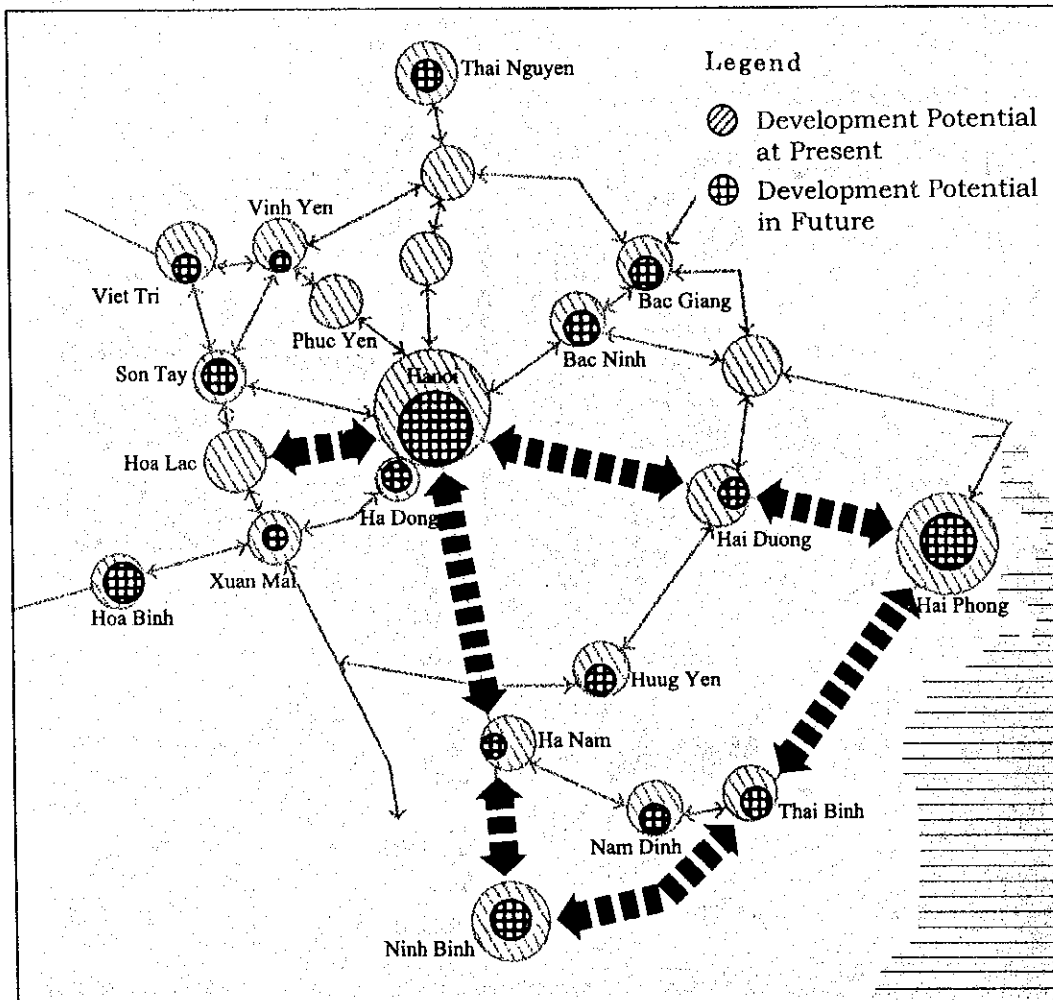 Thai Nguyen
Legend
Development Potential
at Present
Development Potential
in Future
Vinh Yen
Viet Tri
Phuc Yen
Bac Giang
Bac Ninh
Son Tay
Hanoi
Hoa Lac
Ha Dong
Hai Duong
Xuan Mai
Hoa Binh
Hai Phong
Huug Yen
Ha Nam
Thai Binh
Nam Dinh
Ninh Binh